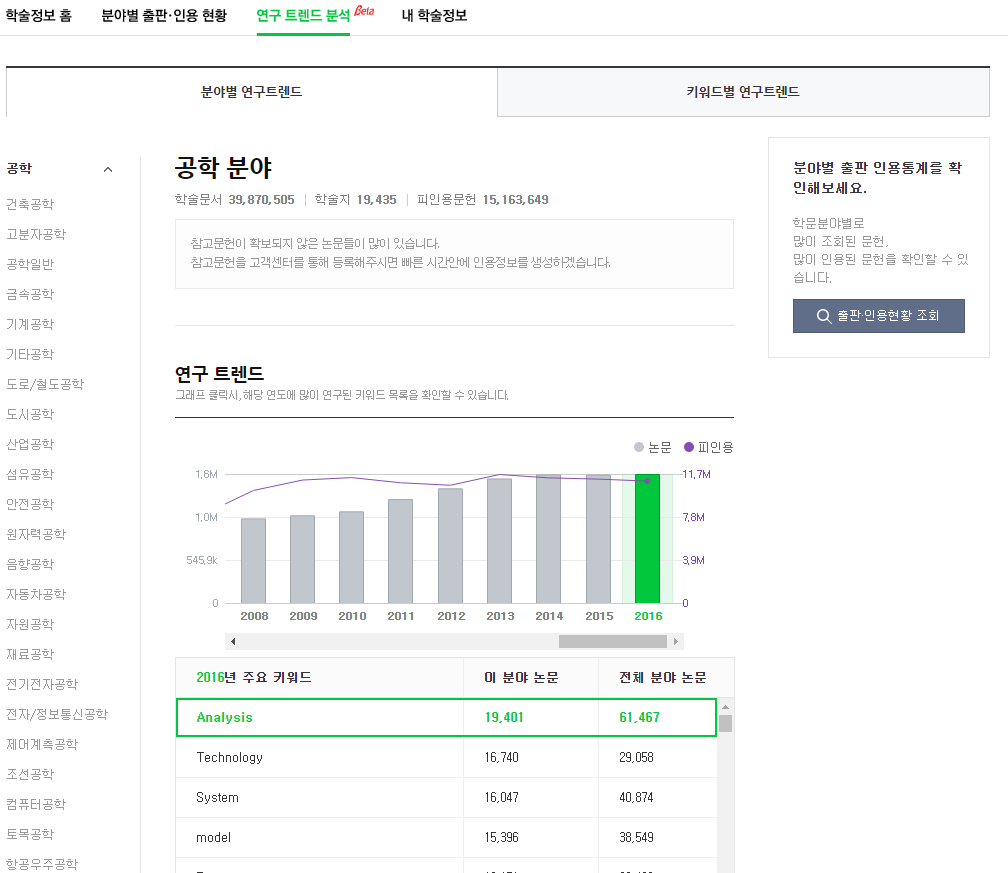 학술정보 홈 분야별 출판·인용 현황 연구 트렌드 분석 Beta 내 학술정보
분야별 연구트렌드 키워드별 연구트렌드
공학
건축공학
고분자공학
공학일반
금속공학
기계공학
기타공학
도로/철도공학
도시공학
산업공학
섬유공학
안전공학
원자력공학
음향공학
자동차공학
자원공학
재료공학
전기전자공학
전자/정보통신공학
제어계측공학
조선공학
컴퓨터공학
토목공학
항공우주공학
공학 분야
학술문서 39,870,505 학술지 19,435 피인용문헌 15,163,649
참고문헌이 확보되지 않은 논문들이 많이 있습니다.
참고문헌을 고객센터를 통해 등록해주시면 빠른 시간안에 인용정보를 생성하겠습니다.
연구 트렌드
그래프 클릭시,해당 연도에 많이 연구된 키워드 목록을 확인할 수 있습니다.
논문 피인용
1,6M 11,7M
1,0M 7,8M
545,9k 3,9M
0 0
2008 2009 2010 2011 2012 2013 2014 2015 2016
2016년 주요 키워드 이 분야 논문 전체 분야 논문
Analysis 19,401 61,467
Technology 16,740 29,058
System 16,047 40,874
model 15,396 38,549
분야별 출판 인용통계를 확
인해보세요.
학문분야별로
많이 조회된 문헌,
많이 인용된 문헌을 확인할 수 있
습니다.
출판·인용현황 조회